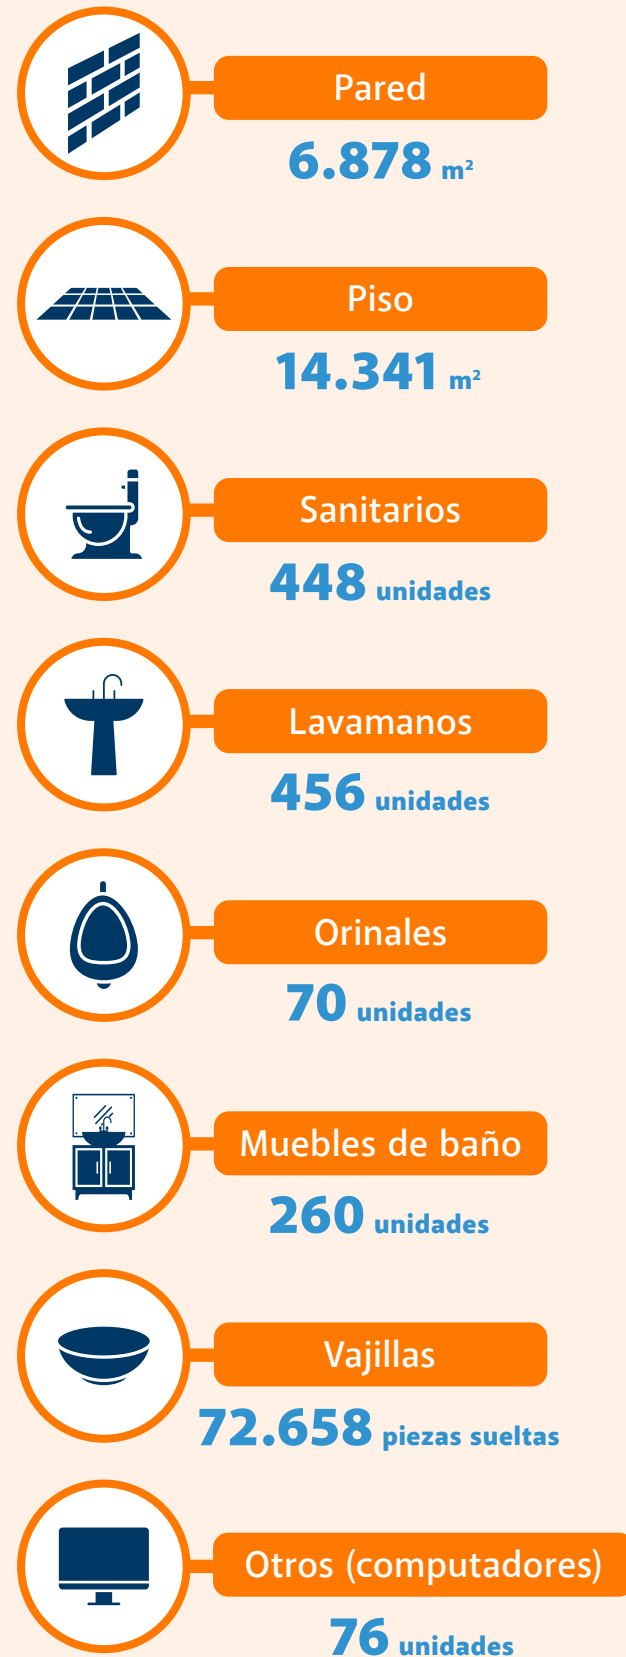 Pared
6.878 m²
Piso
14.341 m²
Sanitarios
448 unidades
Lavamanos
456 unidades
Orinales
70 unidades
Muebles de baño
260 unidades
Vajillas
72.658 piezas sueltas
Otros (computadores)
76 unidades